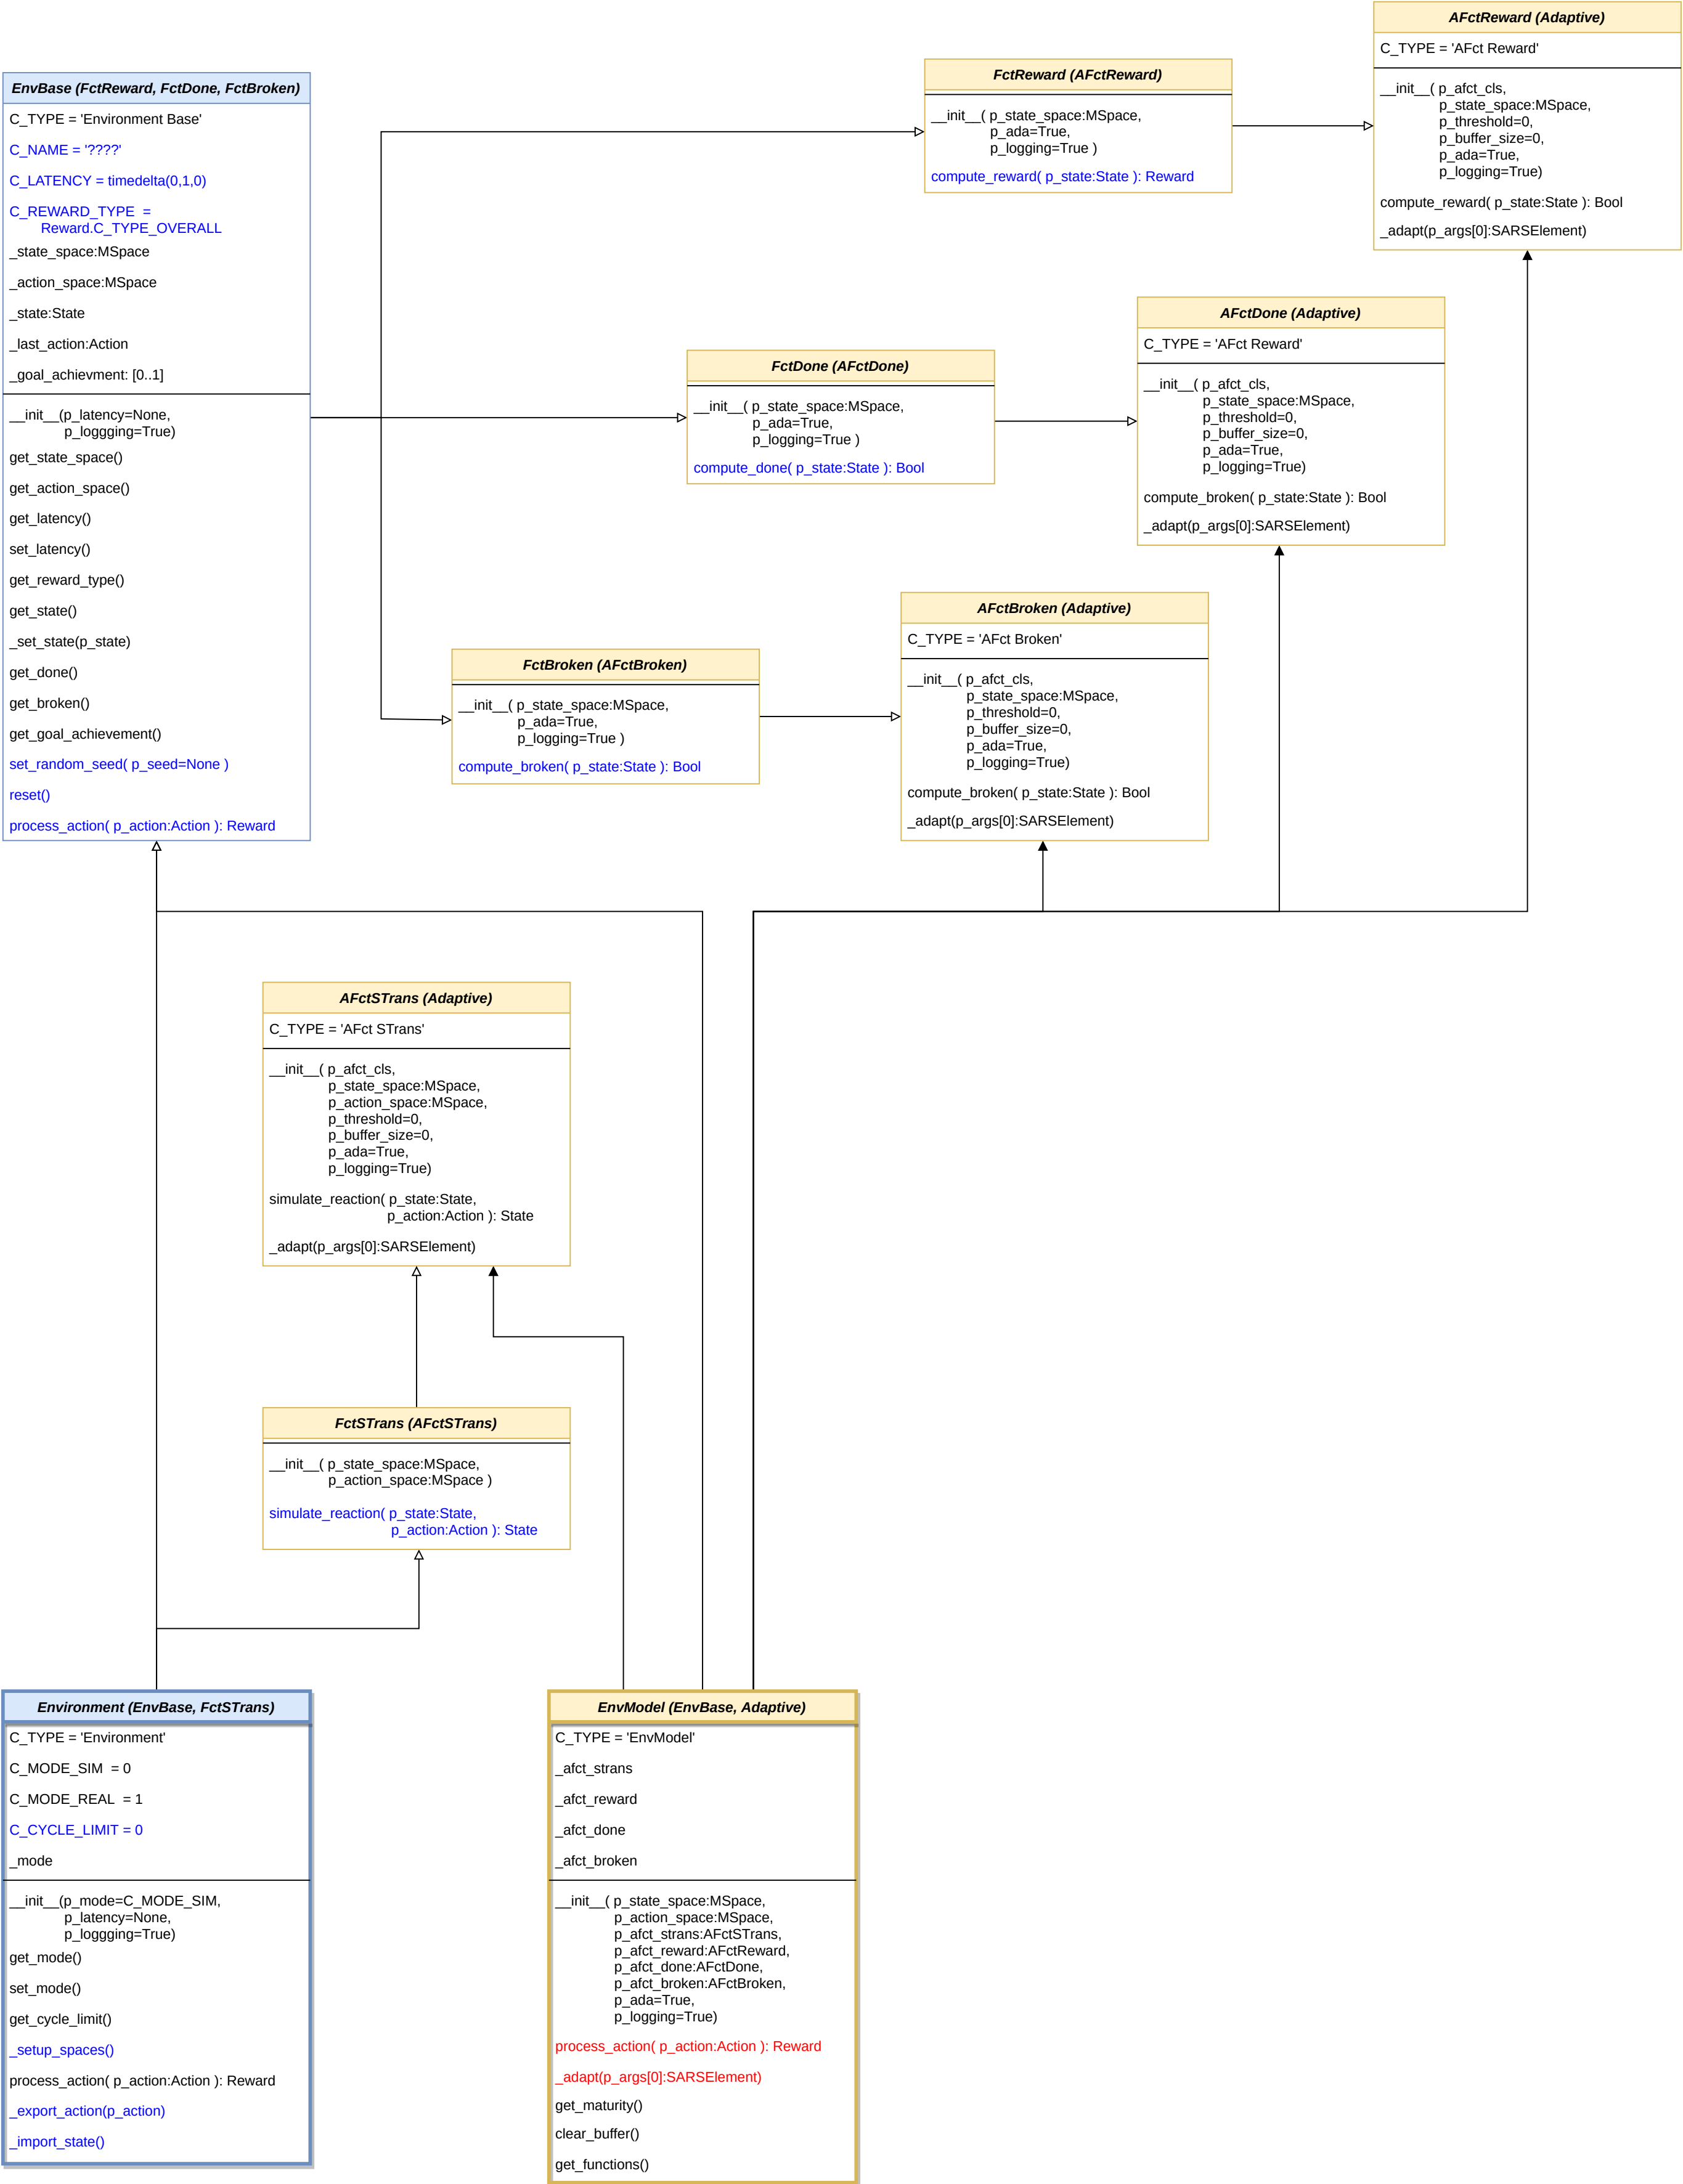 AFctReward (Adaptive)
C_TYPE = 'AFct Reward'
__init__( p_afct_cls,
p_state_space:MSpace,
p_threshold=0,
p_buffer_size=0,
p_ada=True,
p_logging=True)
compute_reward( p_state:State ): Bool
_adapt(p_args[0]:SARSElement)
FctReward (AFctReward)
__init__( p_state_space:MSpace,
p_ada=True,
p_logging=True )
compute_reward( p_state:State ): Reward
EnvBase (FctReward, FctDone, FctBroken)
C_TYPE = 'Environment Base'
C_NAME = '????'
C_LATENCY = timedelta(0,1,0)
C_REWARD_TYPE  =
Reward.C_TYPE_OVERALL
_state_space:MSpace
_action_space:MSpace
_state:State
_last_action:Action
_goal_achievment: [0..1]
__init__(p_latency=None,
p_loggging=True)
get_state_space()
get_action_space()
get_latency()
set_latency()
get_reward_type()
get_state()
_set_state(p_state)
get_done()
get_broken()
get_goal_achievement()
set_random_seed( p_seed=None )
reset()
process_action( p_action:Action ): Reward
AFctDone (Adaptive)
C_TYPE = 'AFct Reward'
__init__( p_afct_cls,
p_state_space:MSpace,
p_threshold=0,
p_buffer_size=0,
p_ada=True,
p_logging=True)
compute_broken( p_state:State ): Bool
_adapt(p_args[0]:SARSElement)
FctDone (AFctDone)
__init__( p_state_space:MSpace,
p_ada=True,
p_logging=True )
compute_done( p_state:State ): Bool
AFctBroken (Adaptive)
C_TYPE = 'AFct Broken'
__init__( p_afct_cls,
p_state_space:MSpace,
p_threshold=0,
p_buffer_size=0,
p_ada=True,
p_logging=True)
compute_broken( p_state:State ): Bool
_adapt(p_args[0]:SARSElement)
FctBroken (AFctBroken)
__init__( p_state_space:MSpace,
p_ada=True,
p_logging=True )
compute_broken( p_state:State ): Bool
AFctSTrans (Adaptive)
C_TYPE = 'AFct STrans'
__init__( p_afct_cls,
p_state_space:MSpace,
p_action_space:MSpace,
p_threshold=0,
p_buffer_size=0,
p_ada=True,
p_logging=True)
simulate_reaction( p_state:State,
p_action:Action ): State
_adapt(p_args[0]:SARSElement)
FctSTrans (AFctSTrans)
__init__( p_state_space:MSpace,
p_action_space:MSpace )
simulate_reaction( p_state:State,
p_action:Action ): State
Environment (EnvBase, FctSTrans)
C_TYPE = 'Environment'
C_MODE_SIM  = 0
C_MODE_REAL  = 1
C_CYCLE_LIMIT = 0
_mode
__init__(p_mode=C_MODE_SIM,
p_latency=None,
p_loggging=True)
get_mode()
set_mode()
get_cycle_limit()
_setup_spaces()
process_action( p_action:Action ): Reward
_export_action(p_action)
_import_state()
EnvModel (EnvBase, Adaptive)
C_TYPE = 'EnvModel'
_afct_strans
_afct_reward
_afct_done
_afct_broken
__init__( p_state_space:MSpace,
p_action_space:MSpace,
p_afct_strans:AFctSTrans,
p_afct_reward:AFctReward,
p_afct_done:AFctDone,
p_afct_broken:AFctBroken,
p_ada=True,
p_logging=True)
process_action( p_action:Action ): Reward
_adapt(p_args[0]:SARSElement)
get_maturity()
clear_buffer()
get_functions()